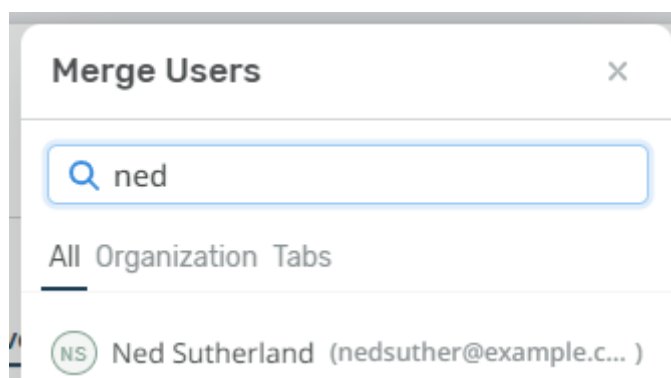 Merge Users
ned
All Organization Tabs
NS Ned Sutherland (nedsuther@example.c... )